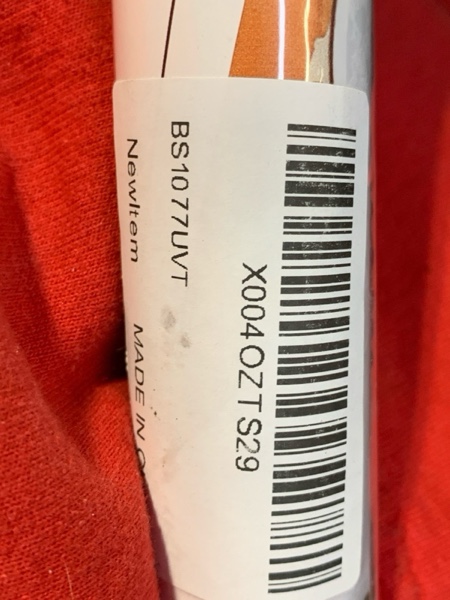 X004OZTS29
BS1077UVT
NewItem
MADE IN